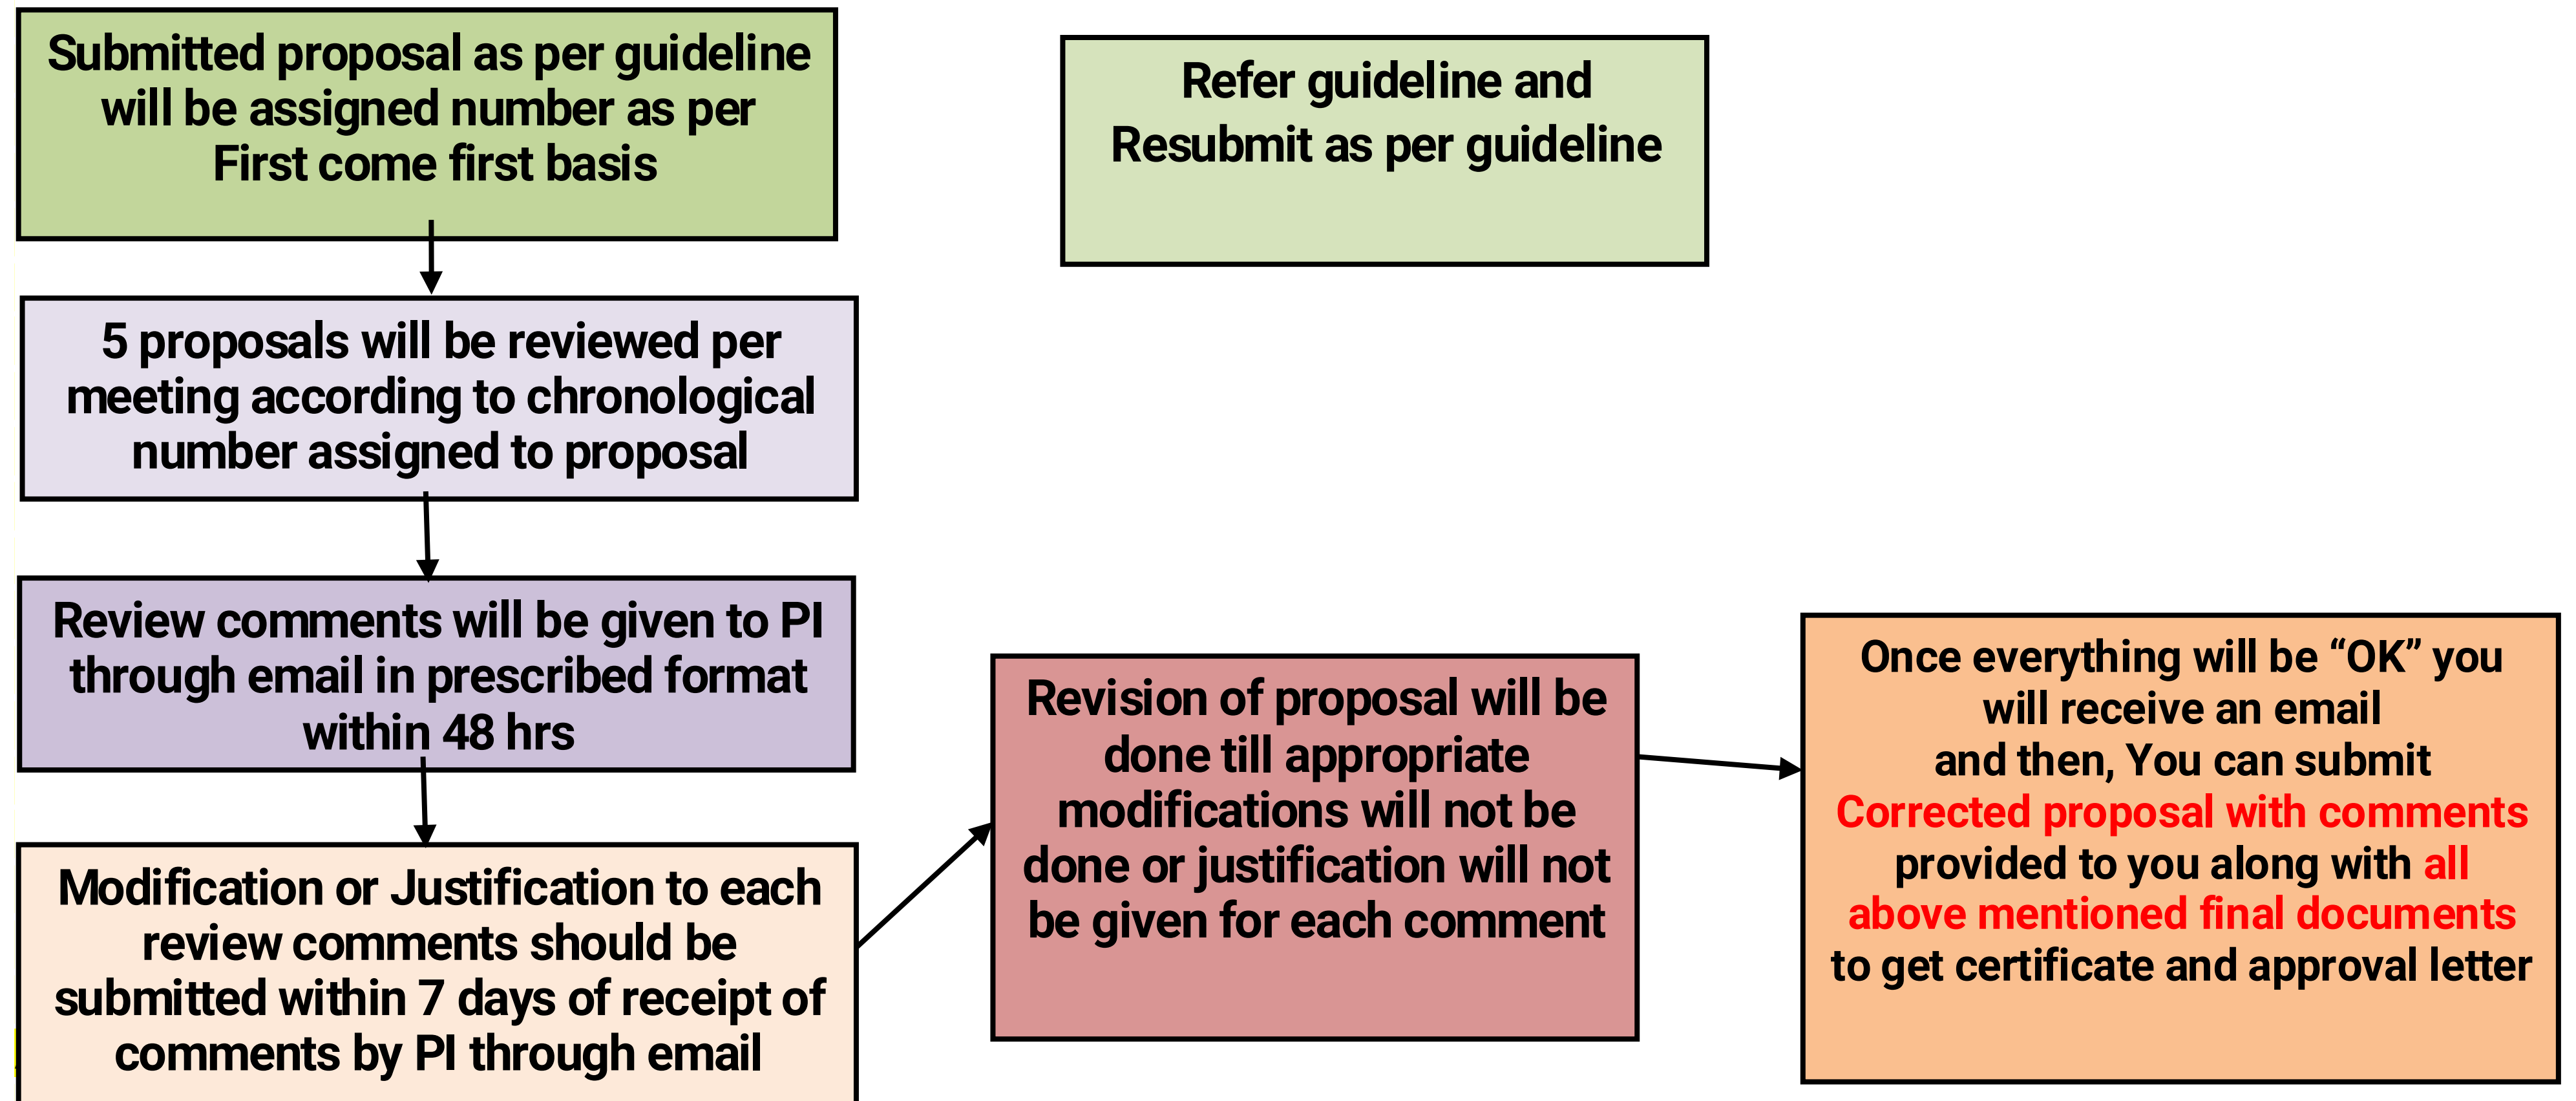 Submitted proposal as per guideline
will be assigned number as per
First come first basis
Refer guideline and
Resubmit as per guideline
5 proposals will be reviewed per
meeting according to chronological
number assigned to proposal
Review comments will be given to PI
through email in prescribed format
within 48 hrs
Modification or Justification to each
review comments should be
submitted within 7 days of receipt of
comments by PI through email
Revision of proposal will be
done till appropriate
modifications will not be
done or justification will not
be given for each comment
Once everything will be “OK” you
will receive an email
and then, You can submit
Corrected proposal with comments
provided to you along with all
above mentioned final documents
to get certificate and approval letter